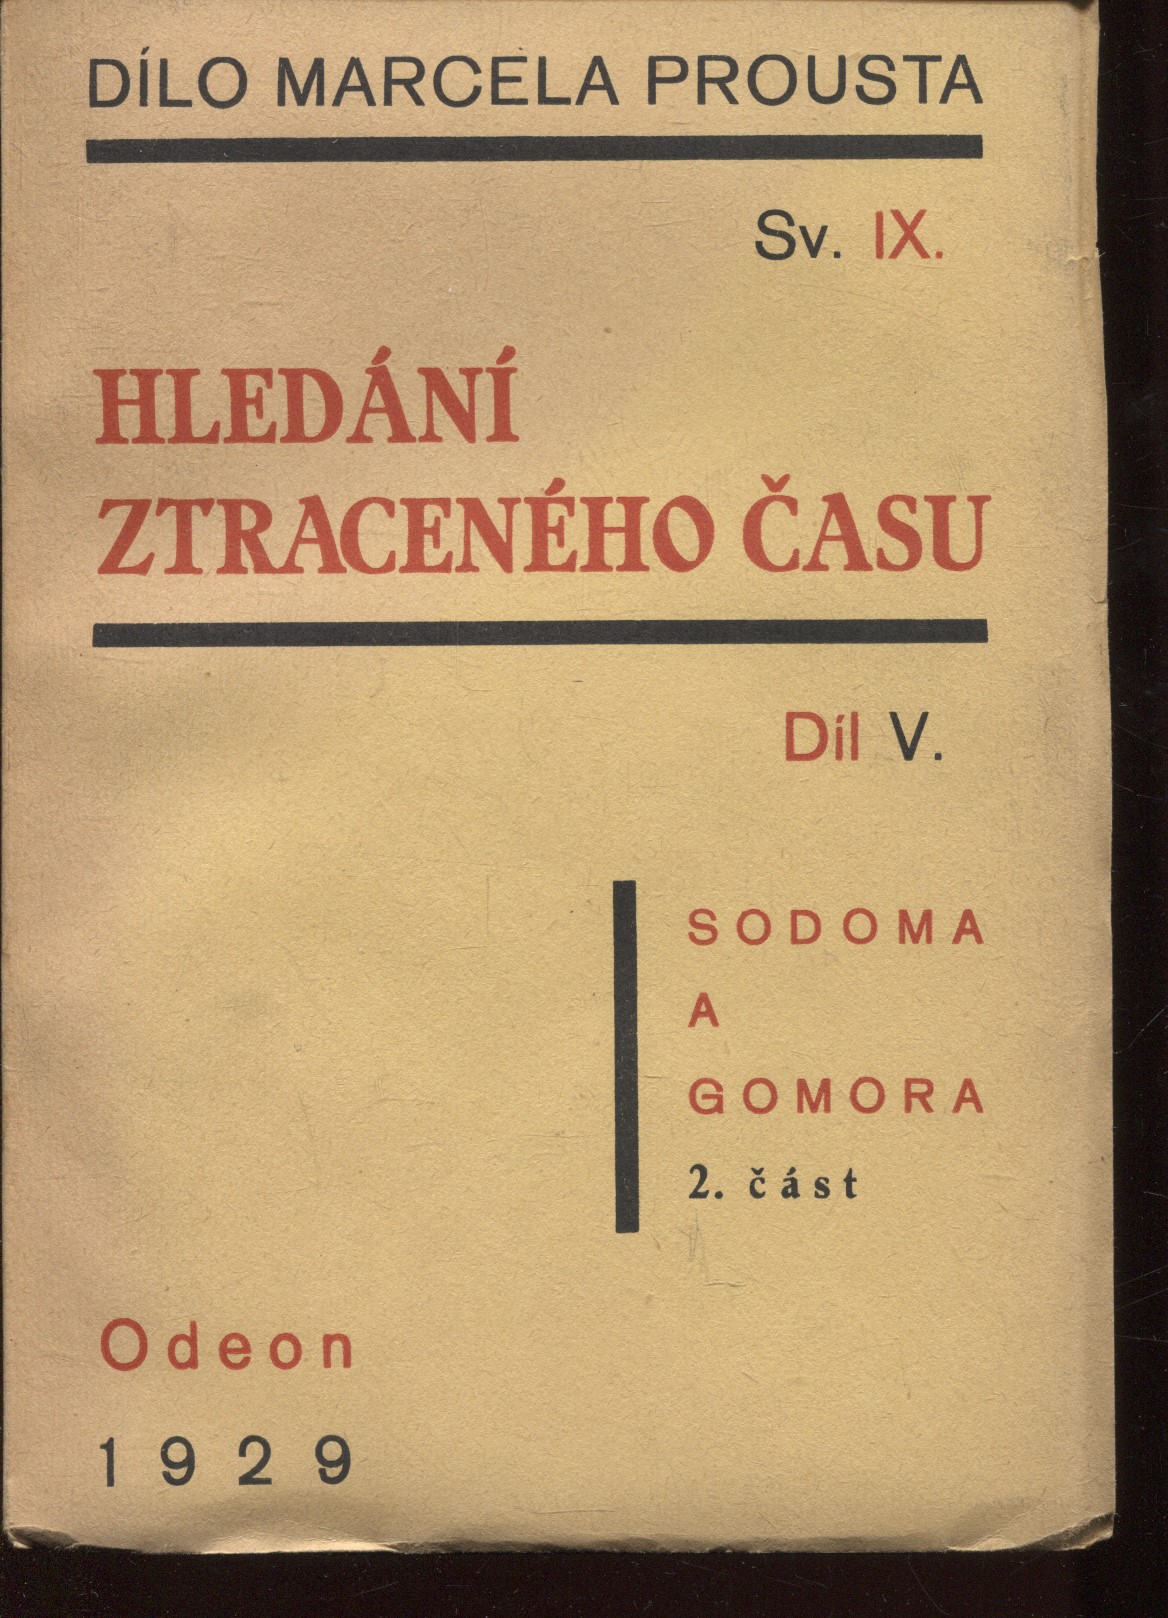 DÍLO MARCELA PROUSTA
Sv. IX.
HLEDÁNÍ
ZTRACENÉHO ČASU
Díl V.
SODOMA
A
GOMORA
2. část
Odeon
1929